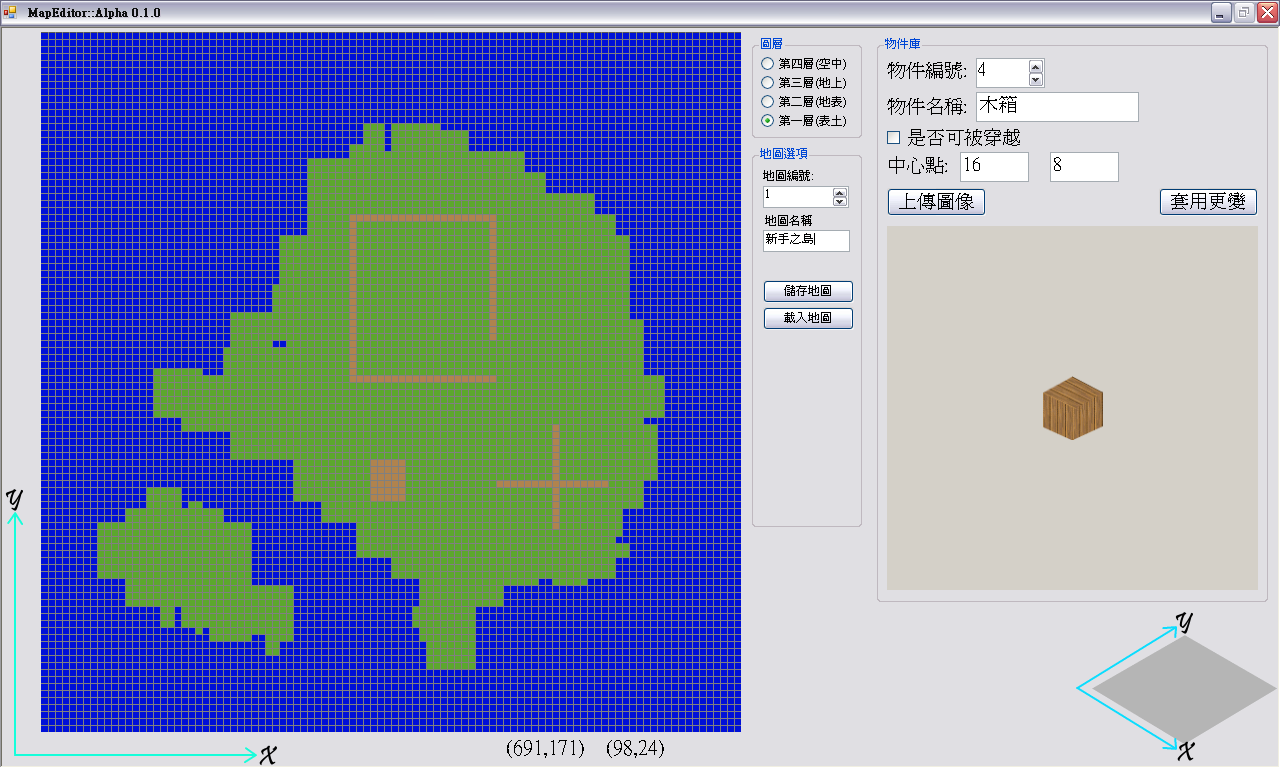 MapEditor::Alpha 0.1.0
圖層
第四層(空中)
第三層(地上)
第二層(地表)
第一層(表土)
地圖選項
地圖編號:
1
地圖名稱
新手之島
儲存地圖
載入地圖
物件庫
物件編號: 4
物件名稱: 木箱
是否可被穿越
中心點: 16 8
上傳圖像 套用更變
Y
X
(691,171) (98,24)
Y
X